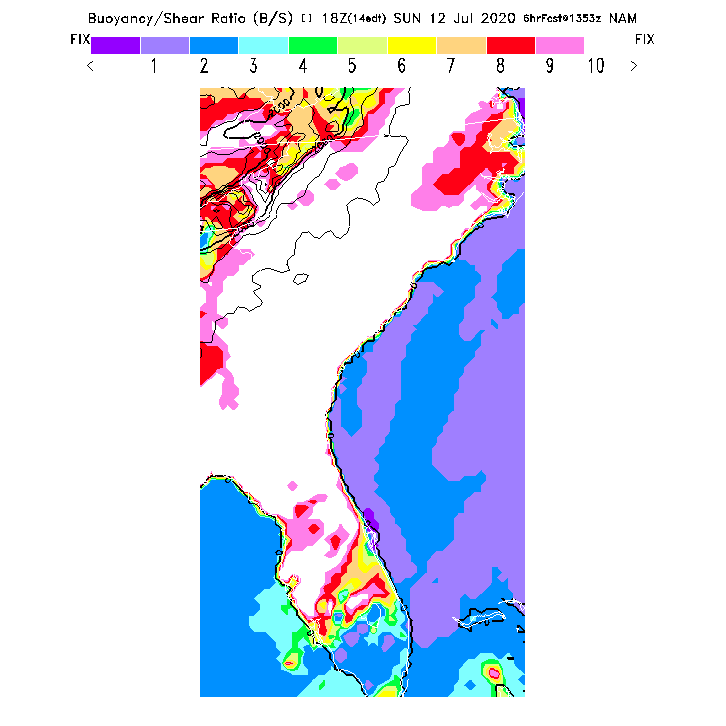 Buoyancy/Shear Ratio (B/S) [] 18Z(14edt) SUN 12 Jul 2020 6hrFcst@1353z NAM
FIX FIX
< 1 2 3 4 5 6 7 8 9 10 >